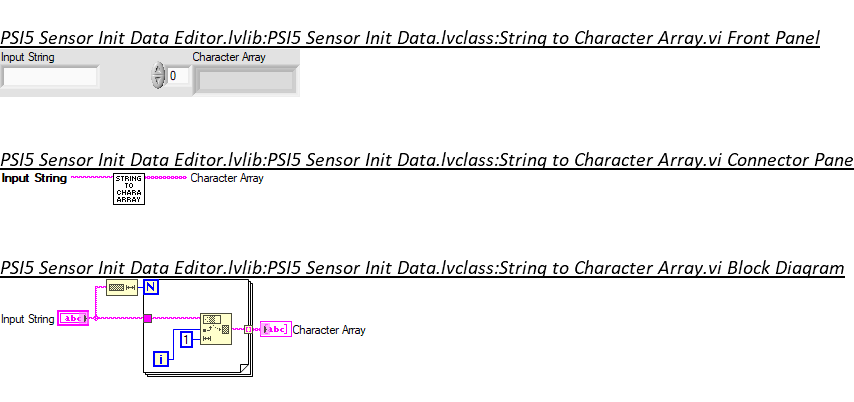 PSI5 Sensor Init Data Editor.lvlib:PSI5 Sensor Init Data.lvclass:String to Character Array.vi Front Panel
Input String
Character Array
0
PSI5 Sensor Init Data Editor.lvlib:PSI5 Sensor Init Data.lvclass:String to Character Array.vi Connector Pane
Input String
STRING
TO
CHARA
ARRAY
Character Array
PSI5 Sensor Init Data Editor.lvlib:PSI5 Sensor Init Data.lvclass:String to Character Array.vi Block Diagram
N
Input String
abc
1
i
abc
Character Array